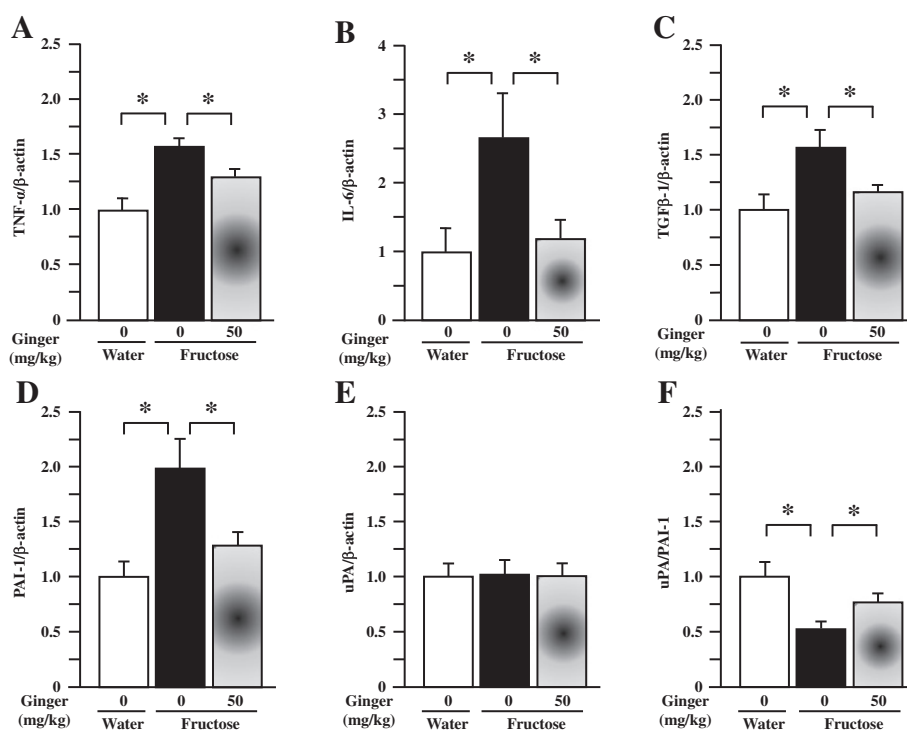 A
TNF-α/β-actin
2.5
2.0
1.5
1.0
0.5
0
* *
Ginger (mg/kg)
0 0 50
Water Fructose
B
IL-6/β-actin
4
3
2
1
0
* *
Ginger (mg/kg)
0 0 50
Water Fructose
C
TGFβ-1/β-actin
2.5
2.0
1.5
1.0
0.5
0
* *
Ginger (mg/kg)
0 0 50
Water Fructose
D
PAI-1/β-actin
2.5
2.0
1.5
1.0
0.5
0
* *
Ginger (mg/kg)
0 0 50
Water Fructose
E
uPA/β-actin
2.5
2.0
1.5
1.0
0.5
0
Ginger (mg/kg)
0 0 50
Water Fructose
F
uPA/PAI-1
2.5
2.0
1.5
1.0
0.5
0
* *
Ginger (mg/kg)
0 0 50
Water Fructose